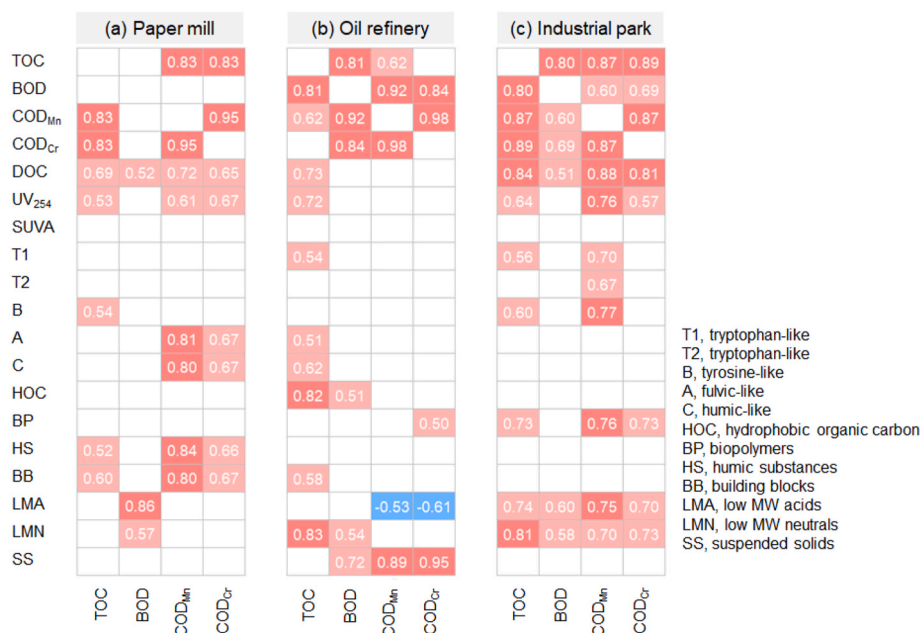 (a) Paper mill (b) Oil refinery (c) Industrial park
TOC 0.83 0.83 0.81 0.62 0.80 0.87 0.89
BOD 0.81 0.92 0.84 0.80 0.60 0.69
COD_Mn 0.83 0.95 0.62 0.92 0.98 0.87 0.60 0.87
COD_Cr 0.83 0.95 0.84 0.98 0.89 0.69 0.87
DOC 0.69 0.52 0.72 0.65 0.73 0.84 0.51 0.88 0.81
UV_254 0.53 0.61 0.67 0.72 0.64 0.76 0.57
SUVA
T1 0.54 0.56 0.70
T2 0.67
B 0.54 0.60 0.77
A 0.81 0.67 0.51
C 0.80 0.67 0.62
HOC 0.82 0.51
BP 0.50 0.73 0.76 0.73
HS 0.52 0.84 0.66
BB 0.60 0.80 0.67 0.58
LMA 0.86 -0.53 -0.61 0.74 0.60 0.75 0.70
LMN 0.57 0.83 0.54 0.81 0.58 0.70 0.73
SS 0.72 0.89 0.95
TOC BOD COD_Mn COD_Cr TOC BOD COD_Mn COD_Cr TOC BOD COD_Mn COD_Cr
T1, tryptophan-like
T2, tryptophan-like
B, tyrosine-like
A, fulvic-like
C, humic-like
HOC, hydrophobic organic carbon
BP, biopolymers
HS, humic substances
BB, building blocks
LMA, low MW acids
LMN, low MW neutrals
SS, suspended solids